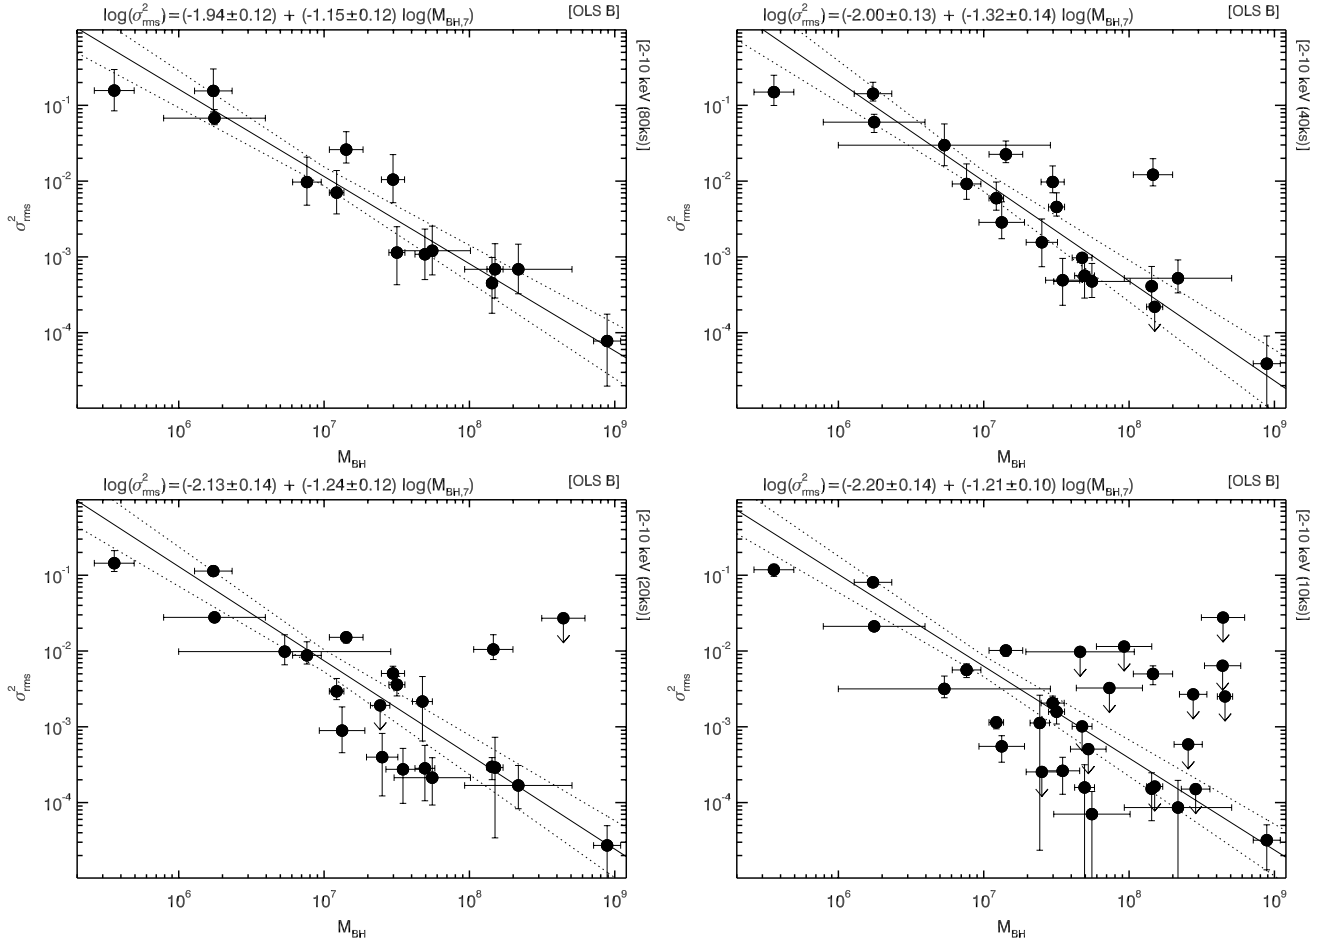 log(σ²rms)=(-1.94±0.12) + (-1.15±0.12) log(MBH,7) [OLS B]
[2-10 keV (80ks)]
10⁻¹
10⁻²
10⁻³
10⁻⁴
σ²rms
10⁶ 10⁷ 10⁸ 10⁹
MBH
log(σ²rms)=(-2.00±0.13) + (-1.32±0.14) log(MBH,7) [OLS B]
[2-10 keV (40ks)]
10⁻¹
10⁻²
10⁻³
10⁻⁴
σ²rms
10⁶ 10⁷ 10⁸ 10⁹
MBH
log(σ²rms)=(-2.13±0.14) + (-1.24±0.12) log(MBH,7) [OLS B]
[2-10 keV (20ks)]
10⁻¹
10⁻²
10⁻³
10⁻⁴
σ²rms
10⁶ 10⁷ 10⁸ 10⁹
MBH
log(σ²rms)=(-2.20±0.14) + (-1.21±0.10) log(MBH,7) [OLS B]
[2-10 keV (10ks)]
10⁻¹
10⁻²
10⁻³
10⁻⁴
σ²rms
10⁶ 10⁷ 10⁸ 10⁹
MBH